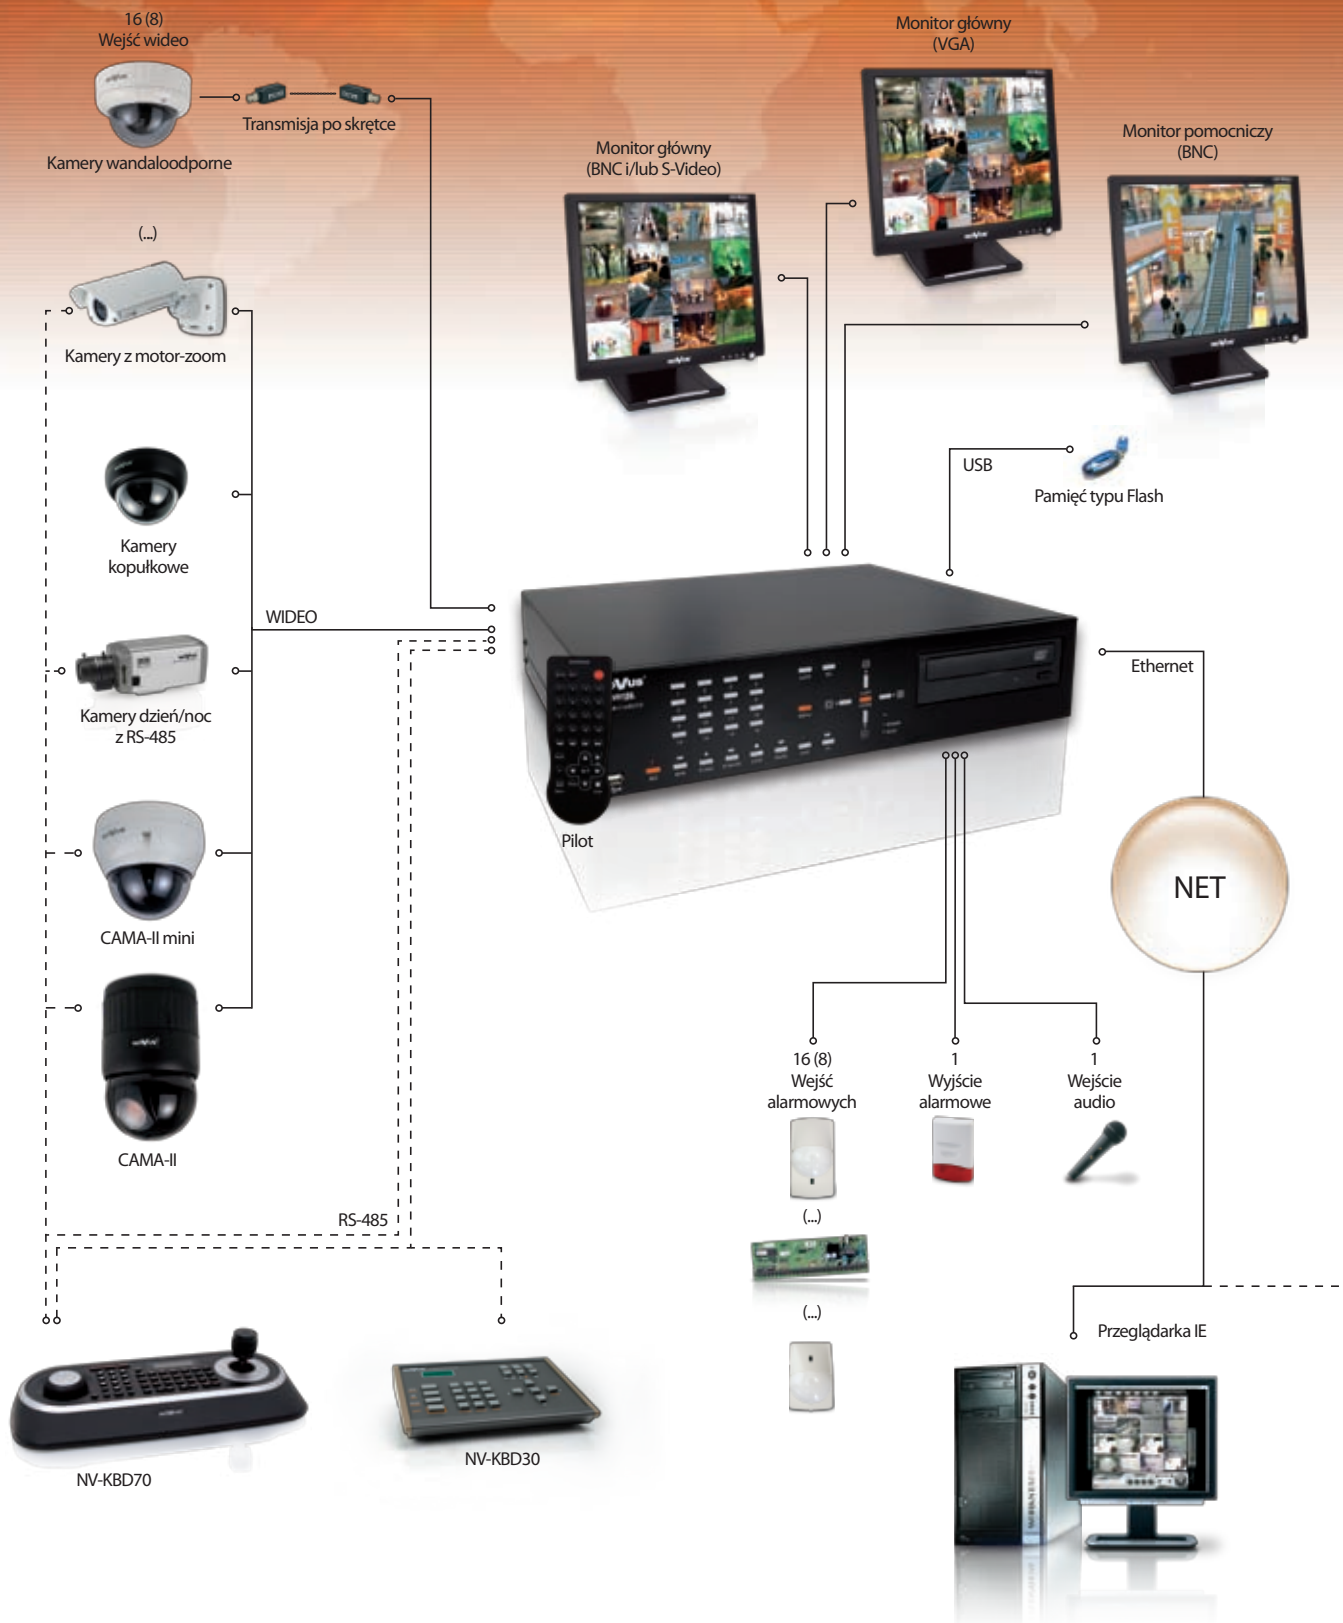 16 (8)
Wejść wideo
Transmisja po skrętce
Kamery wandaloodporne
Monitor główny
(VGA)
Monitor główny
(BNC i/lub S-Video)
Monitor pomocniczy
(BNC)
(...)
Kamery z motor-zoom
USB
Pamięć typu Flash
Kamery
kopułkowe
WIDEO
Ethernet
Kamery dzień/noc
z RS-485
Pilot
NET
CAMA-II mini
CAMA-II
16 (8)
Wejść
alarmowych
1
Wyjście
alarmowe
1
Wejście
audio
(...)
(...)
RS-485
Przeglądarka IE
NV-KBD70
NV-KBD30